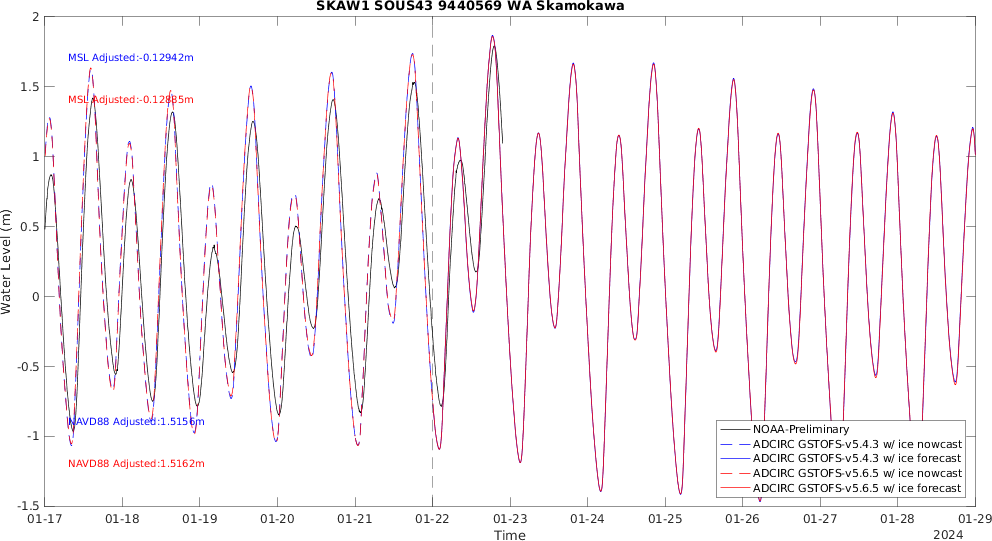 SKAW1 SOUS43 9440569 WA Skamokawa
Water Level (m)
2
1.5
1
0.5
0
-0.5
-1
-1.5
MSL Adjusted:-0.12942m
MSL Adjusted:-0.12885m
NAVD88 Adjusted:1.5156m
NAVD88 Adjusted:1.5162m
NOAA-Preliminary
ADCIRC GSTOFS-v5.4.3 w/ ice nowcast
ADCIRC GSTOFS-v5.4.3 w/ ice forecast
ADCIRC GSTOFS-v5.6.5 w/ ice nowcast
ADCIRC GSTOFS-v5.6.5 w/ ice forecast
01-17 01-18 01-19 01-20 01-21 01-22 01-23 01-24 01-25 01-26 01-27 01-28 01-29
Time
2024